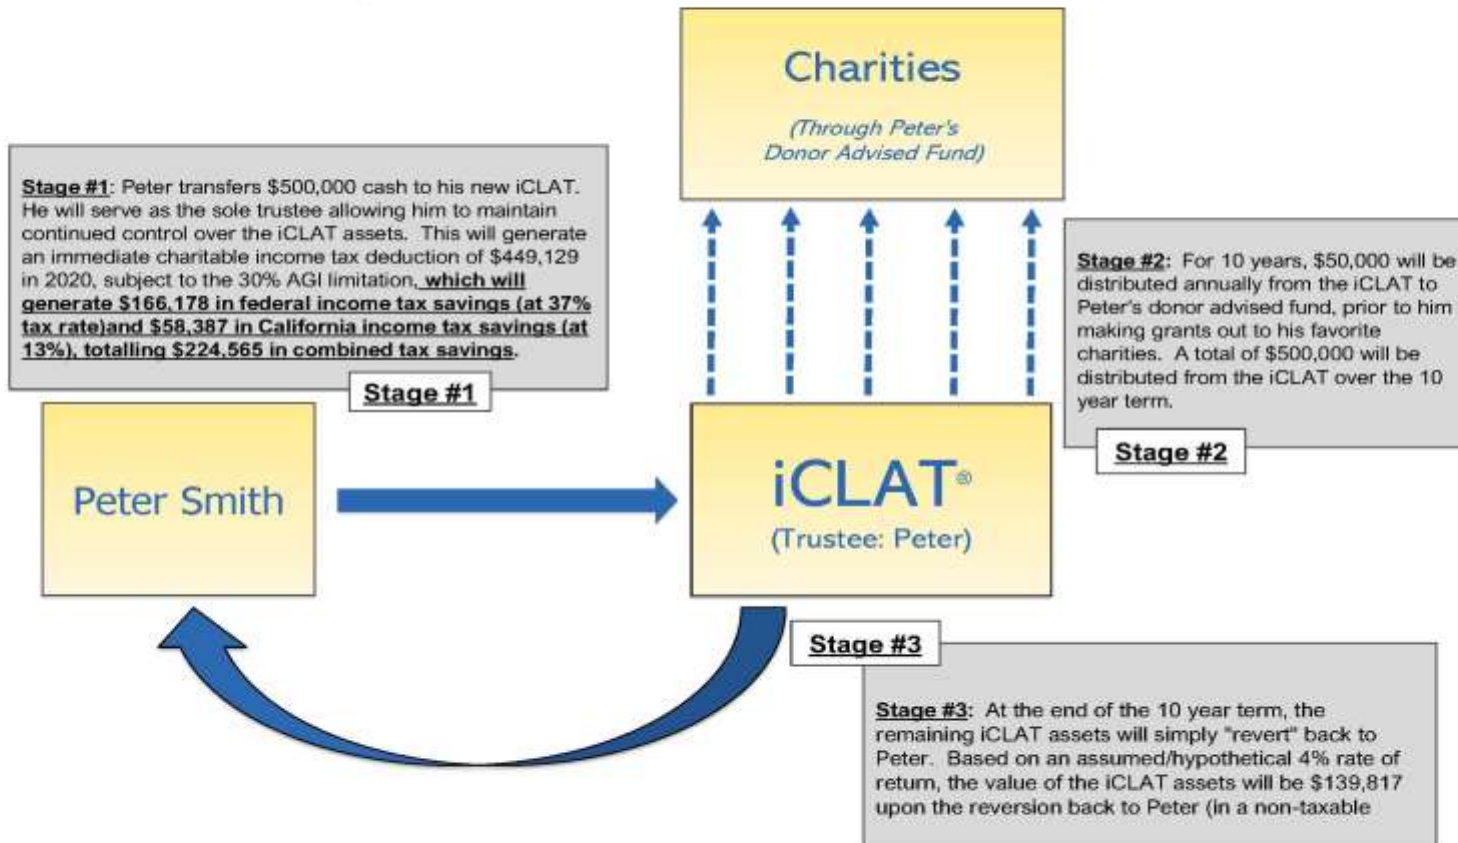 Charities
(Through Peter's
Donor Advised Fund)
Stage #1: Peter transfers $500,000 cash to his new iCLAT.
He will serve as the sole trustee allowing him to maintain
continued control over the iCLAT assets. This will generate
an immediate charitable income tax deduction of $449,129
in 2020, subject to the 30% AGI limitation, which will
generate $166,178 in federal income tax savings (at 37%
tax rate)and $58,387 in California income tax savings (at
13%), totalling $224,565 in combined tax savings.
Stage #1
Stage #2: For 10 years, $50,000 will be
distributed annually from the iCLAT to
Peter's donor advised fund, prior to him
making grants out to his favorite
charities. A total of $500,000 will be
distributed from the iCLAT over the 10
year term.
Stage #2
Peter Smith
iCLAT®
(Trustee: Peter)
Stage #3
Stage #3: At the end of the 10 year term, the
remaining iCLAT assets will simply "revert" back to
Peter. Based on an assumed/hypothetical 4% rate of
return, the value of the iCLAT assets will be $139,817
upon the reversion back to Peter (in a non-taxable